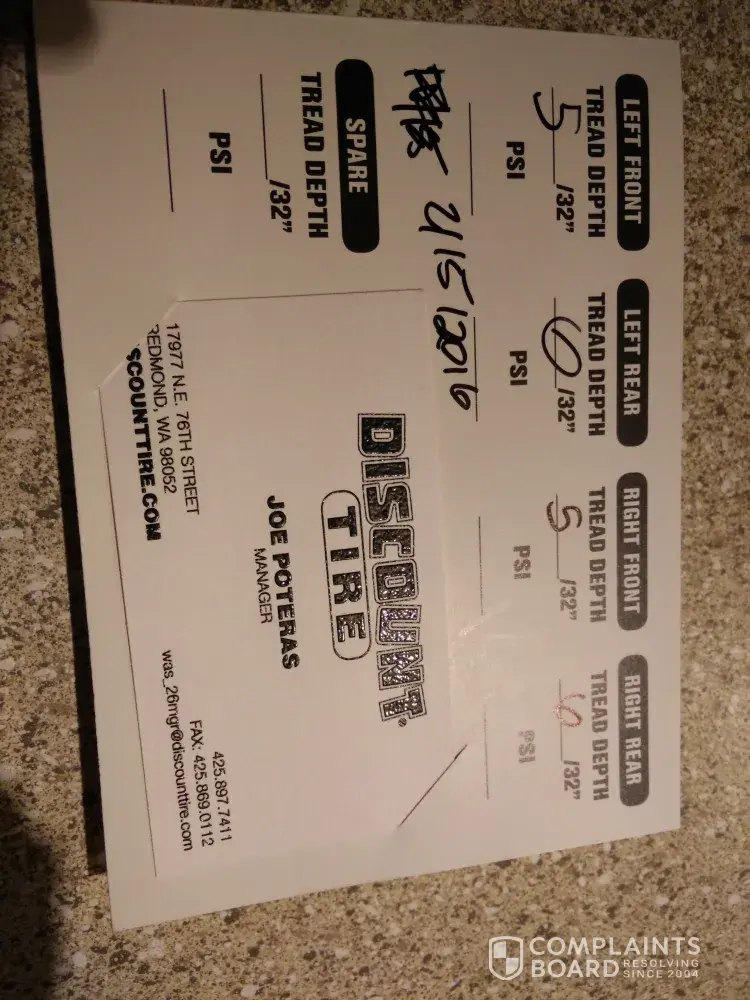 LEFT FRONT
TREAD DEPTH
5/32"
PSI
LEFT REAR
TREAD DEPTH
6/32"
PSI
RIGHT FRONT
TREAD DEPTH
5/32"
PSI
RIGHT REAR
TREAD DEPTH
6/32"
PSI
4/5/2016
SPARE
TREAD DEPTH
/32"
PSI
DISCOUNT®
TIRE
JOE POTERAS
MANAGER
17977 N.E. 76TH STREET
REDMOND, WA 98052
SCOUNTTIRE.COM
425.897.7411
FAX: 425.869.0112
was_26mgr@discounttire.com
COMPLAINTS
BOARD RESOLVING
SINCE 2004